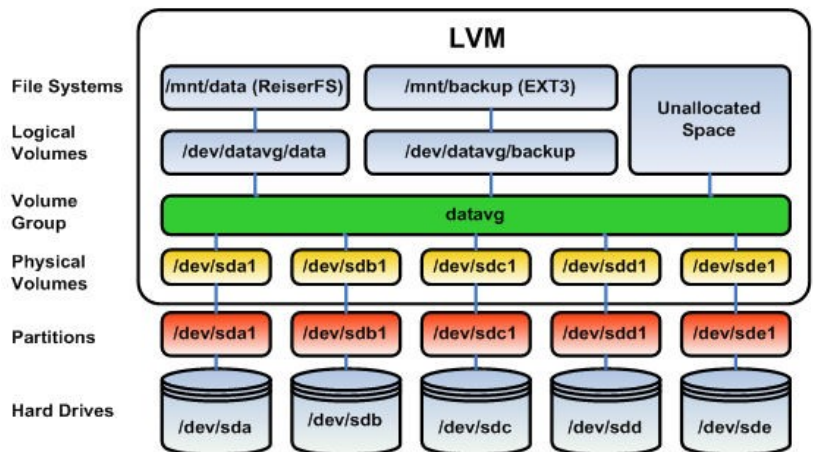 LVM
File Systems
/mnt/data (ReiserFS)
/mnt/backup (EXT3)
Unallocated
Space
Logical
Volumes
/dev/datavg/data
/dev/datavg/backup
Volume
Group
datavg
Physical
Volumes
/dev/sda1
/dev/sdb1
/dev/sdc1
/dev/sdd1
/dev/sde1
Partitions
/dev/sda1
/dev/sdb1
/dev/sdc1
/dev/sdd1
/dev/sde1
Hard Drives
/dev/sda
/dev/sdb
/dev/sdc
/dev/sdd
/dev/sde